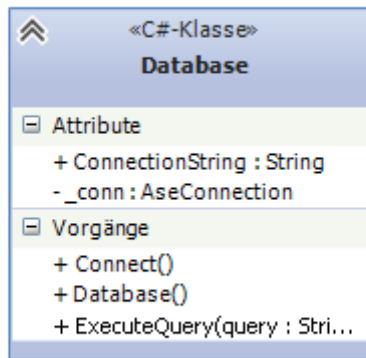 «C#-Klasse»
Database
Attribute
+ ConnectionString : String
- _conn : AseConnection
Vorgänge
+ Connect()
+ Database()
+ ExecuteQuery(query : Stri...